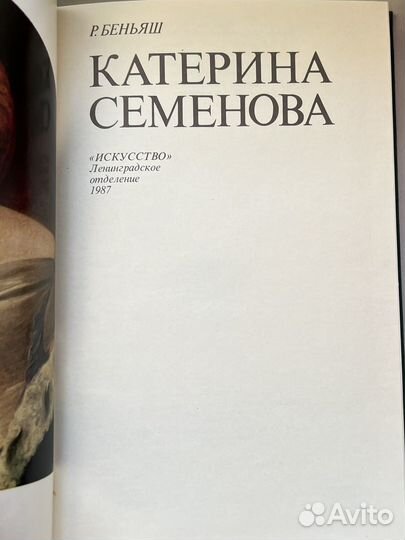 Р. БЕНЬЯШ
КАТЕРИНА
СЕМЕНОВА
«ИСКУССТВО»
Ленинградское
отделение
1987
Avito